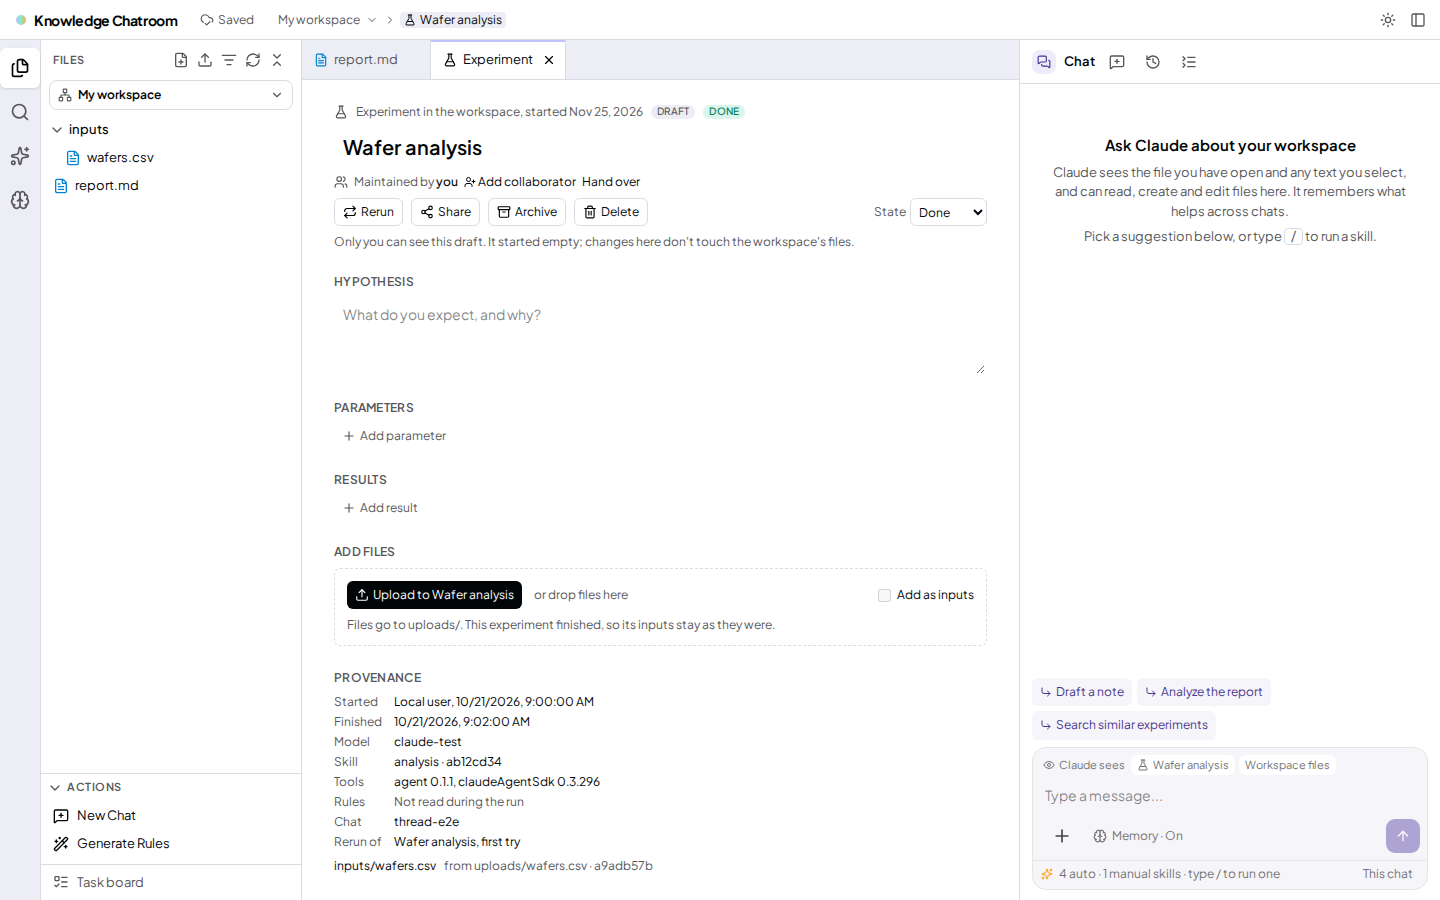 Knowledge Chatroom
Saved
My workspace
Wafer analysis
FILES
My workspace
inputs
wafers.csv
report.md
ACTIONS
New Chat
Generate Rules
Task board
report.md
Experiment
Experiment in the workspace, started Nov 25, 2026 DRAFT DONE
Wafer analysis
Maintained by you Add collaborator Hand over
Rerun
Share
Archive
Delete
State Done
Only you can see this draft. It started empty; changes here don't touch the workspace's files.
HYPOTHESIS
What do you expect, and why?
PARAMETERS
Add parameter
RESULTS
Add result
ADD FILES
Upload to Wafer analysis or drop files here Add as inputs
Files go to uploads/. This experiment finished, so its inputs stay as they were.
PROVENANCE
Started Local user, 10/21/2026, 9:00:00 AM
Finished 10/21/2026, 9:02:00 AM
Model claude-test
Skill analysis · ab12cd34
Tools agent 0.1.1, claudeAgentSdk 0.3.296
Rules Not read during the run
Chat thread-e2e
Rerun of Wafer analysis, first try
inputs/wafers.csv from uploads/wafers.csv · a9adb57b
Chat
Ask Claude about your workspace
Claude sees the file you have open and any text you select,
and can read, create and edit files here. It remembers what
helps across chats.
Pick a suggestion below, or type / to run a skill.
Draft a note
Analyze the report
Search similar experiments
Claude sees Wafer analysis Workspace files
Type a message...
Memory · On
4 auto · 1 manual skills · type / to run one This chat